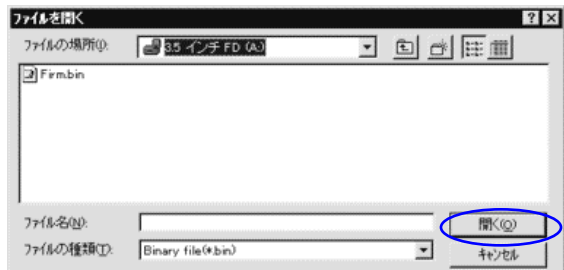 ファイルを開く
ファイルの場所(I): 3.5 インチ FD (A:)
Firm.bin
ファイル名(N): 開く(O)
ファイルの種類(T): Binary file(*.bin) キャンセル